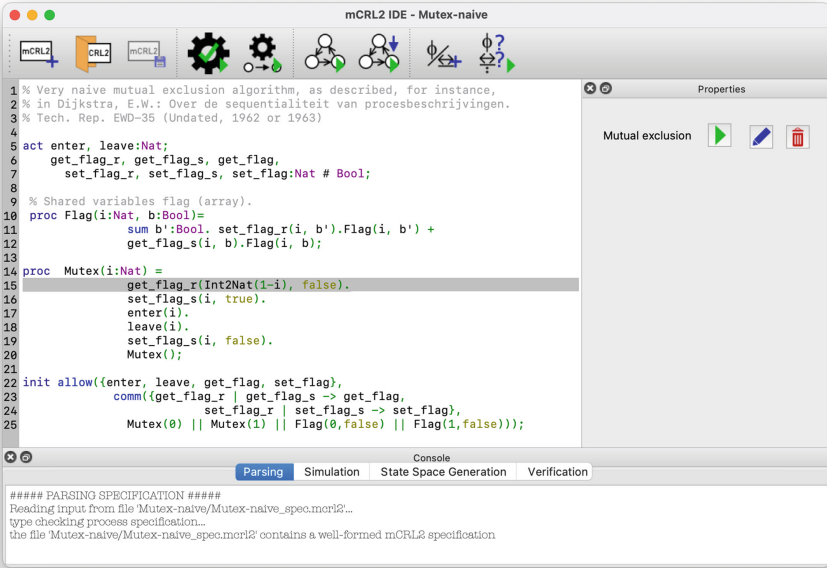 mCRL2 IDE - Mutex-naive
mCRL2 CRL2 mCRL2
Properties
Mutual exclusion
1 % Very naive mutual exclusion algorithm, as described, for instance,
2 % in Dijkstra, E.W.: Over de sequentialiteit van procesbeschrijvingen.
3 % Tech. Rep. EWD-35 (Undated, 1962 or 1963)
4
5 act enter, leave:Nat;
6 get_flag_r, get_flag_s, get_flag,
7 set_flag_r, set_flag_s, set_flag:Nat # Bool;
8
9 % Shared variables flag (array).
10 proc Flag(i:Nat, b:Bool)=
11 sum b':Bool. set_flag_r(i, b').Flag(i, b') +
12 get_flag_s(i, b).Flag(i, b);
13
14 proc Mutex(i:Nat) =
15 get_flag_r(Int2Nat(1-i), false).
16 set_flag_s(i, true).
17 enter(i).
18 leave(i).
19 set_flag_s(i, false).
20 Mutex();
21
22 init allow({enter, leave, get_flag, set_flag},
23 comm({get_flag_r | get_flag_s -> get_flag,
24 set_flag_r | set_flag_s -> set_flag},
25 Mutex(0) || Mutex(1) || Flag(0,false) || Flag(1,false)));
Console
Parsing Simulation State Space Generation Verification
##### PARSING SPECIFICATION #####
Reading input from file 'Mutex-naive/Mutex-naive_spec.mcrl2'...
type checking process specification...
the file 'Mutex-naive/Mutex-naive_spec.mcrl2' contains a well-formed mCRL2 specification